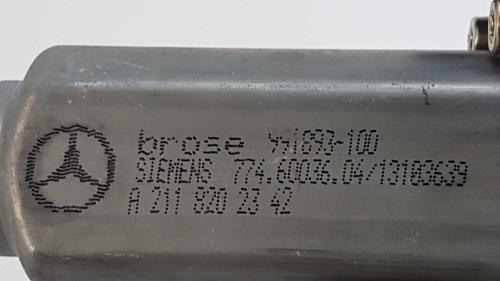 brose 991893-100
SIEMENS 774.60036.04/13103639
A 211 820 23 42